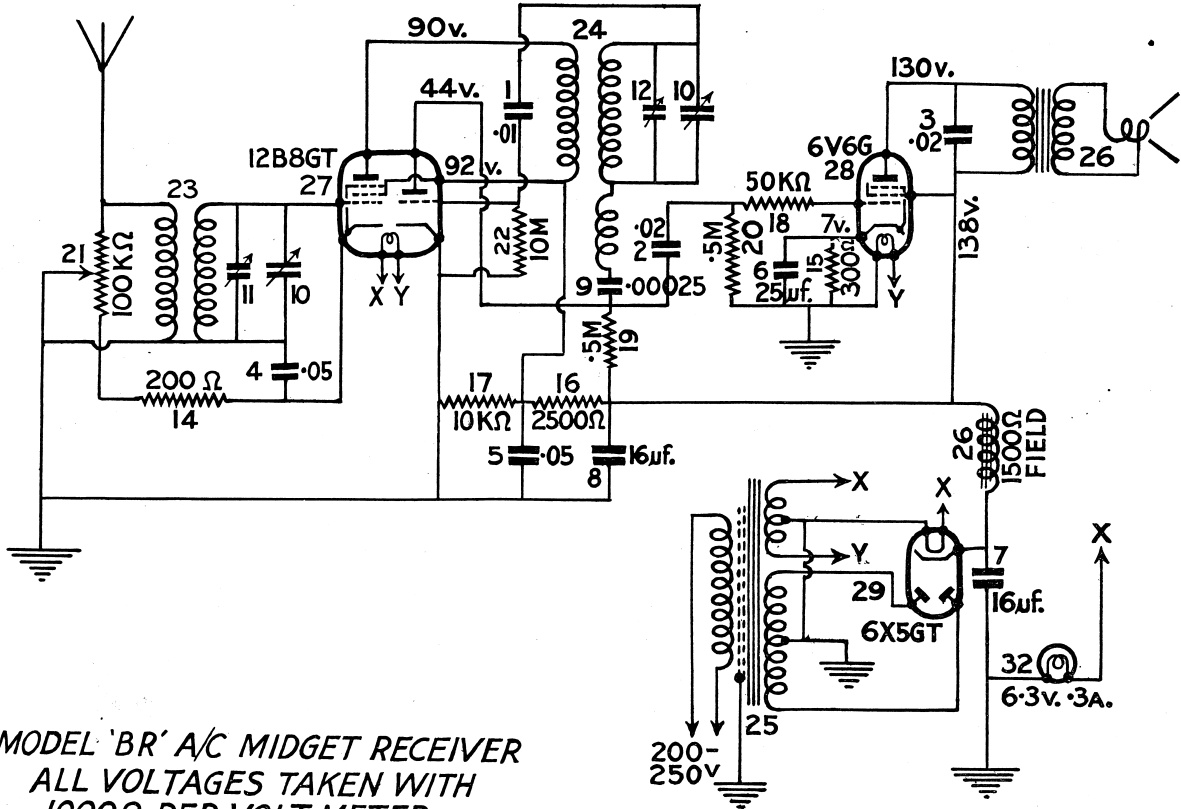 90v.
24
44v.
1
.01
12
10
130v.
3
.02
26
12B8GT
27
92 v.
6V6G
28
23
50KΩ
18
22
10M
.02
2
.5M
20
7v.
6
25µf.
15
300Ω
138v.
21
100KΩ
11
10
X Y
9
.00025
Y
.5M
19
4
.05
200 Ω
14
17
10KΩ
16
2500Ω
5
.05
16µf.
8
26
1500Ω
FIELD
X
X
X
Y
7
16µf.
29
6X5GT
32
6.3v. .3A.
25
200-
250v
MODEL 'BR' A/C MIDGET RECEIVER
ALL VOLTAGES TAKEN WITH